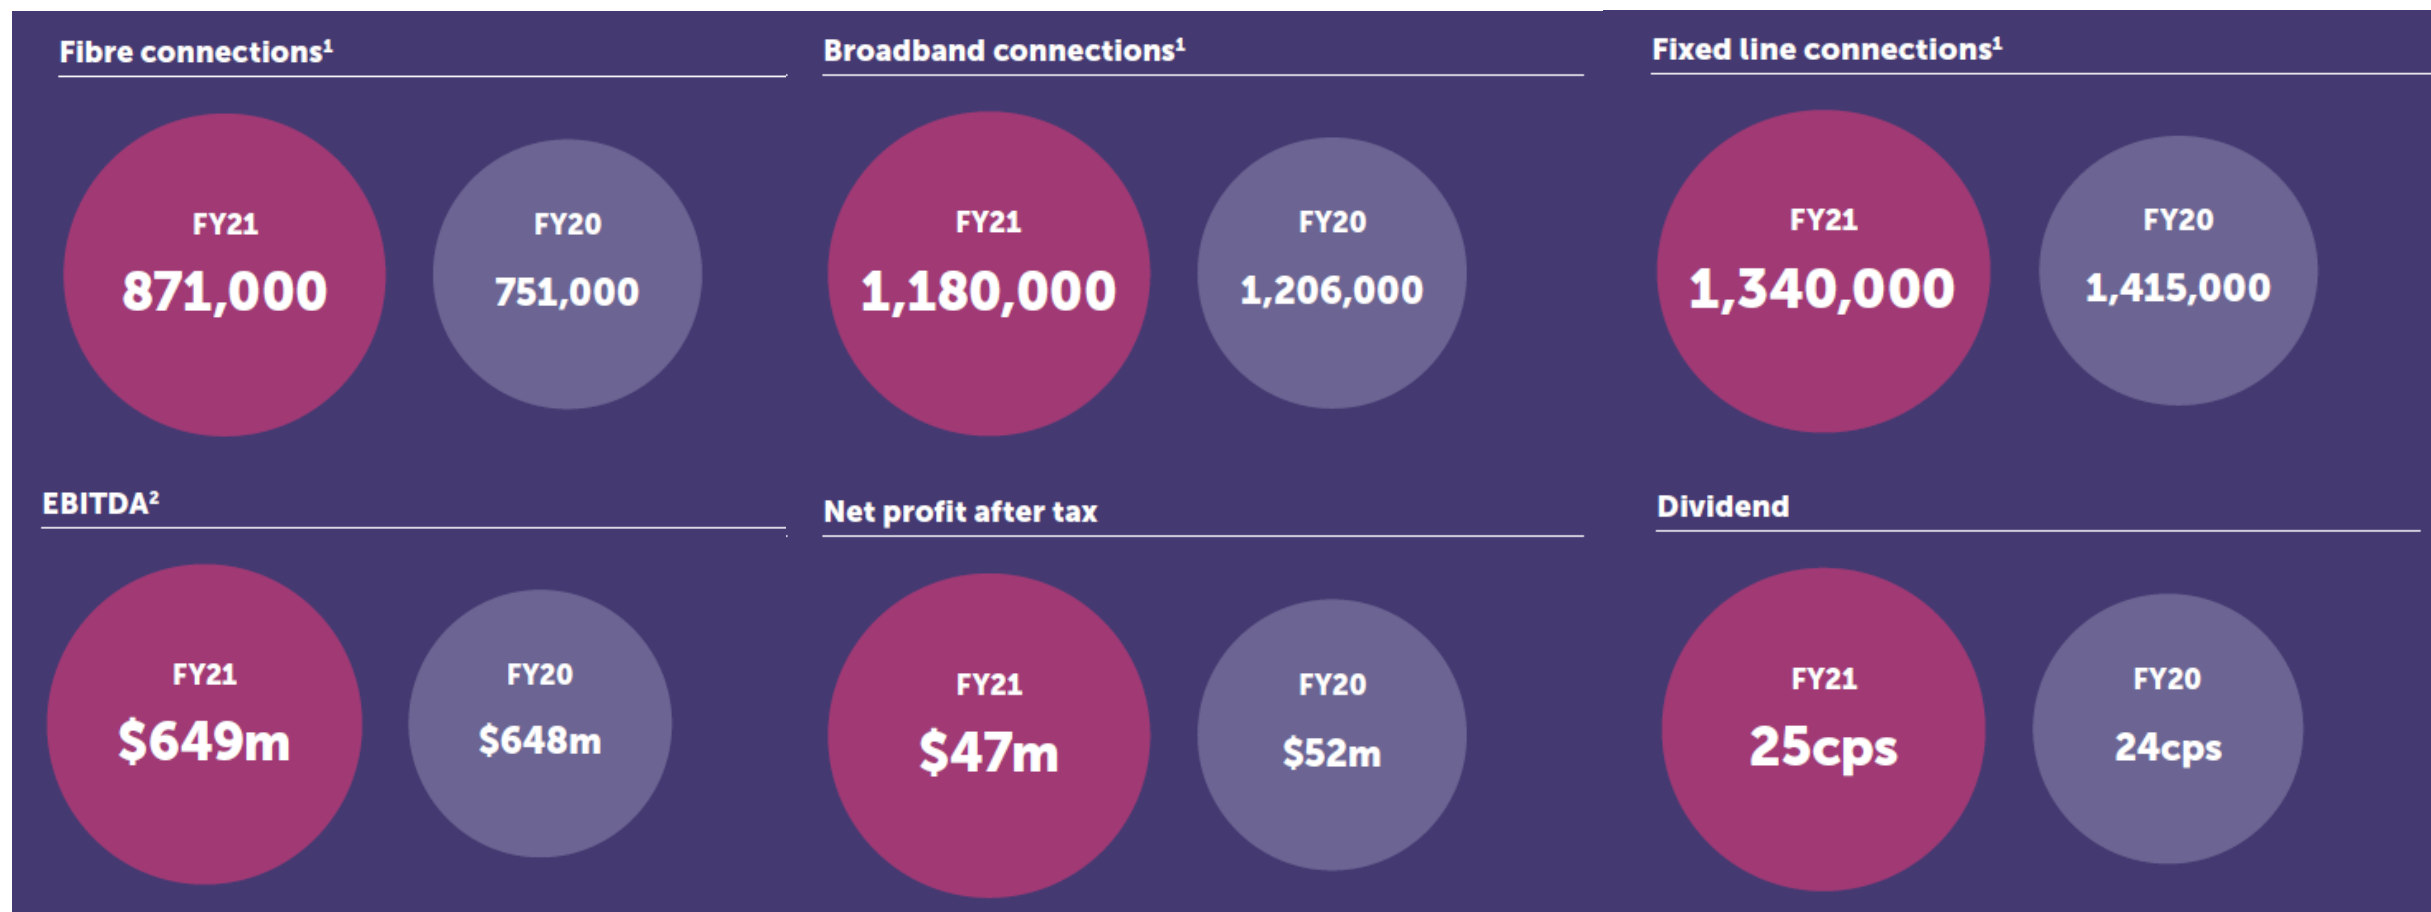 Fibre connections¹
FY21
871,000
FY20
751,000
Broadband connections¹
FY21
1,180,000
FY20
1,206,000
Fixed line connections¹
FY21
1,340,000
FY20
1,415,000
EBITDA²
FY21
$649m
FY20
$648m
Net profit after tax
FY21
$47m
FY20
$52m
Dividend
FY21
25cps
FY20
24cps